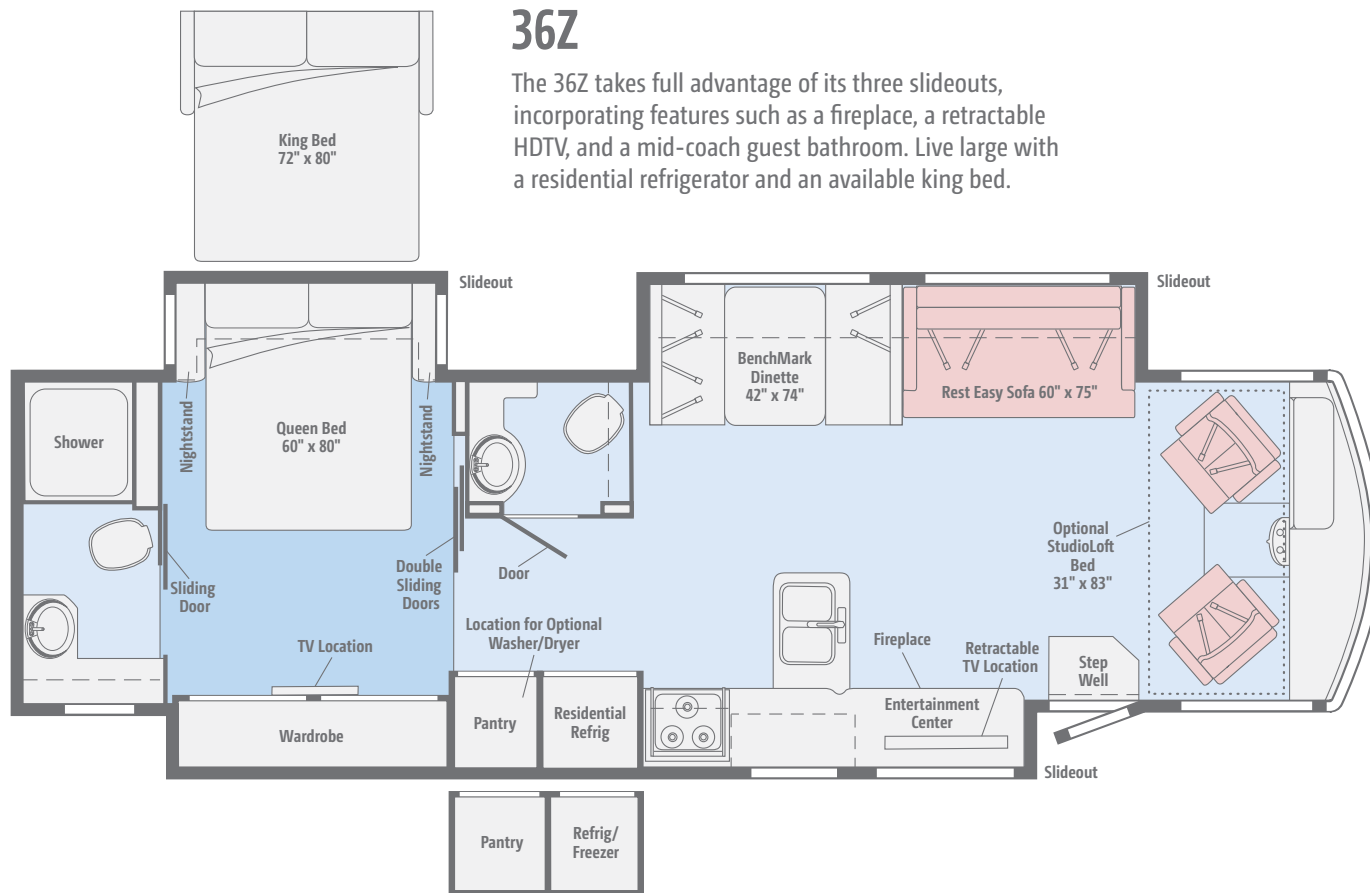 36Z
The 36Z takes full advantage of its three slideouts,
incorporating features such as a fireplace, a retractable
HDTV, and a mid-coach guest bathroom. Live large with
a residential refrigerator and an available king bed.
King Bed
72" x 80"
Slideout
Slideout
Shower
Nightstand
Queen Bed
60" x 80"
Nightstand
BenchMark
Dinette
42" x 74"
Rest Easy Sofa 60" x 75"
Optional
StudioLoft
Bed
31" x 83"
Sliding
Door
Double
Sliding
Doors
Door
Location for Optional
Washer/Dryer
TV Location
Fireplace
Retractable
TV Location
Step
Well
Entertainment
Center
Wardrobe
Pantry
Residential
Refrig
Slideout
Pantry
Refrig/
Freezer